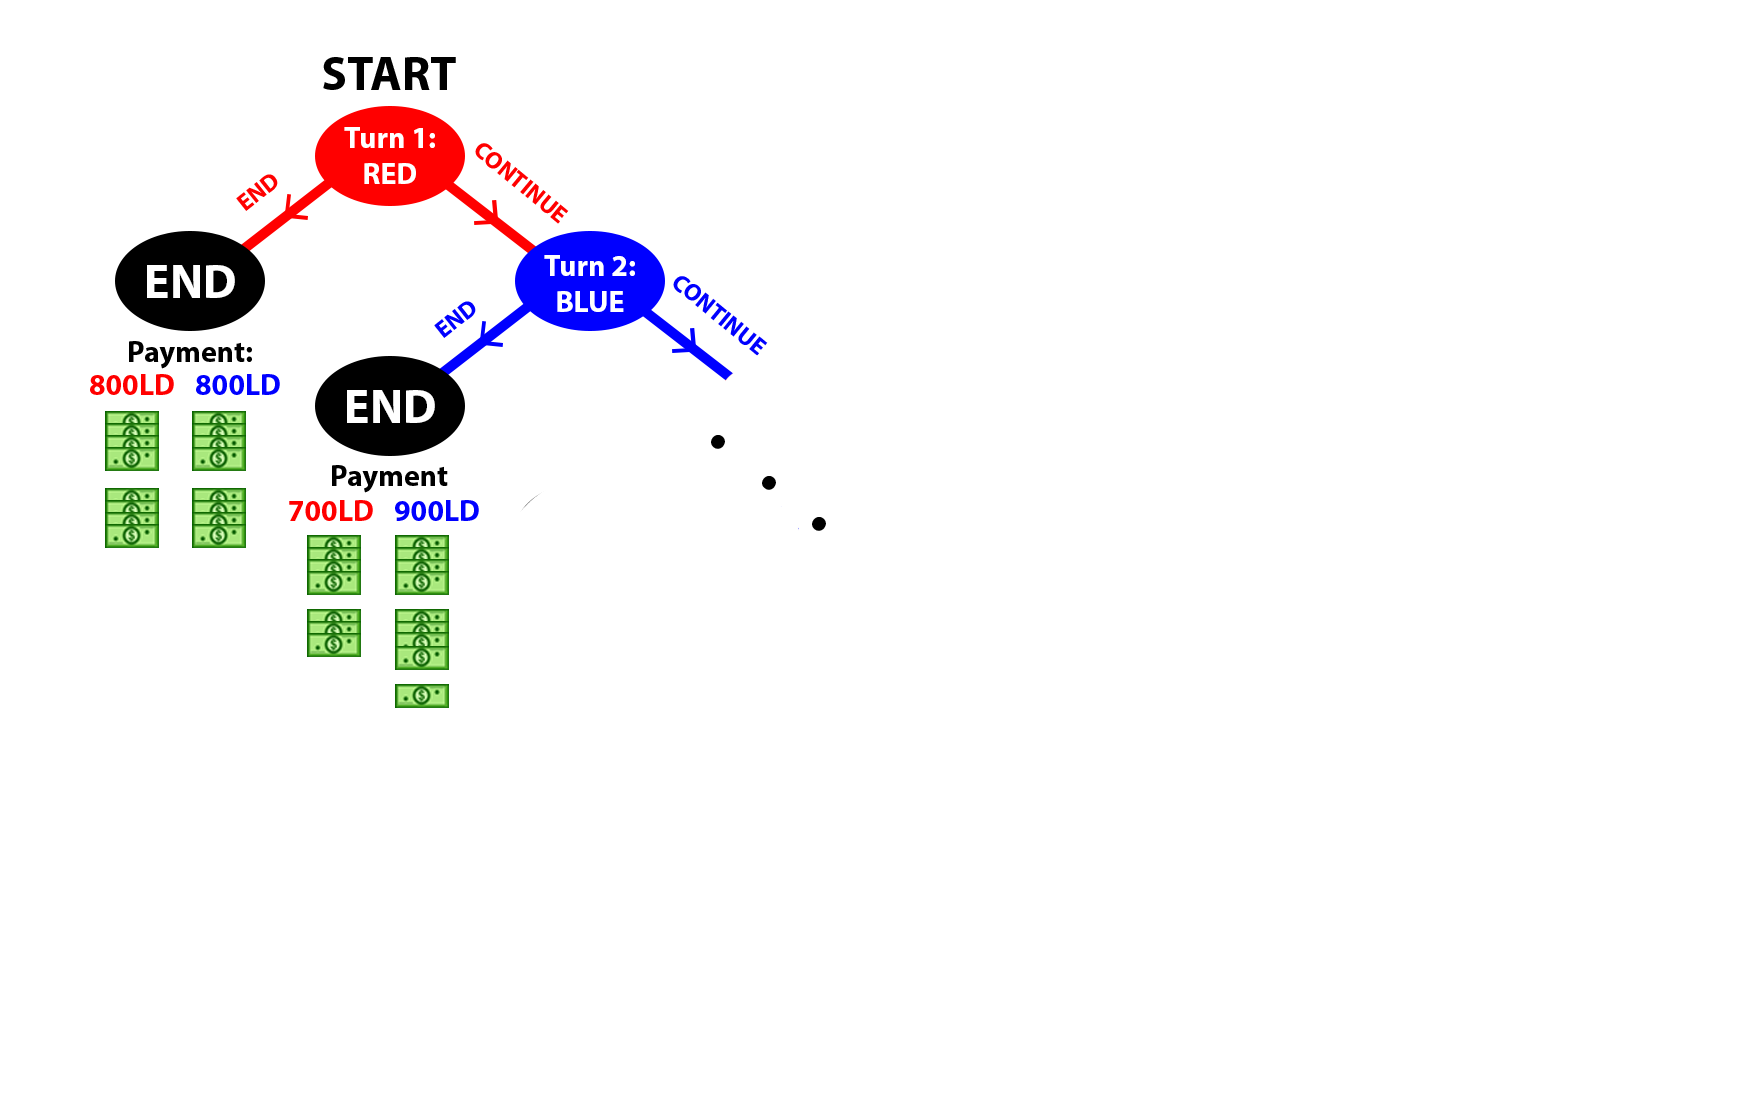 START
Turn 1:
RED
END
CONTINUE
END
Turn 2:
BLUE
Payment:
800LD 800LD
END
CONTINUE
END
Payment
700LD 900LD